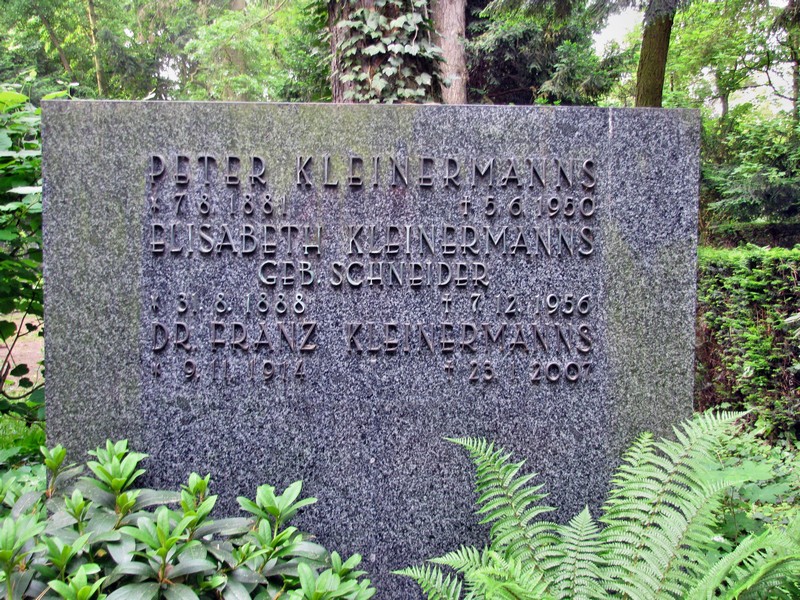 PETER KLEINERMANNS
* 7. 8. 1881 † 5. 6. 1950
ELISABETH KLEINERMANNS
GEB. SCHNEIDER
* 3. 8. 1888 † 7. 12. 1956
DR. FRANZ KLEINERMANNS
* 9. 11. 1914 † 23. 2007